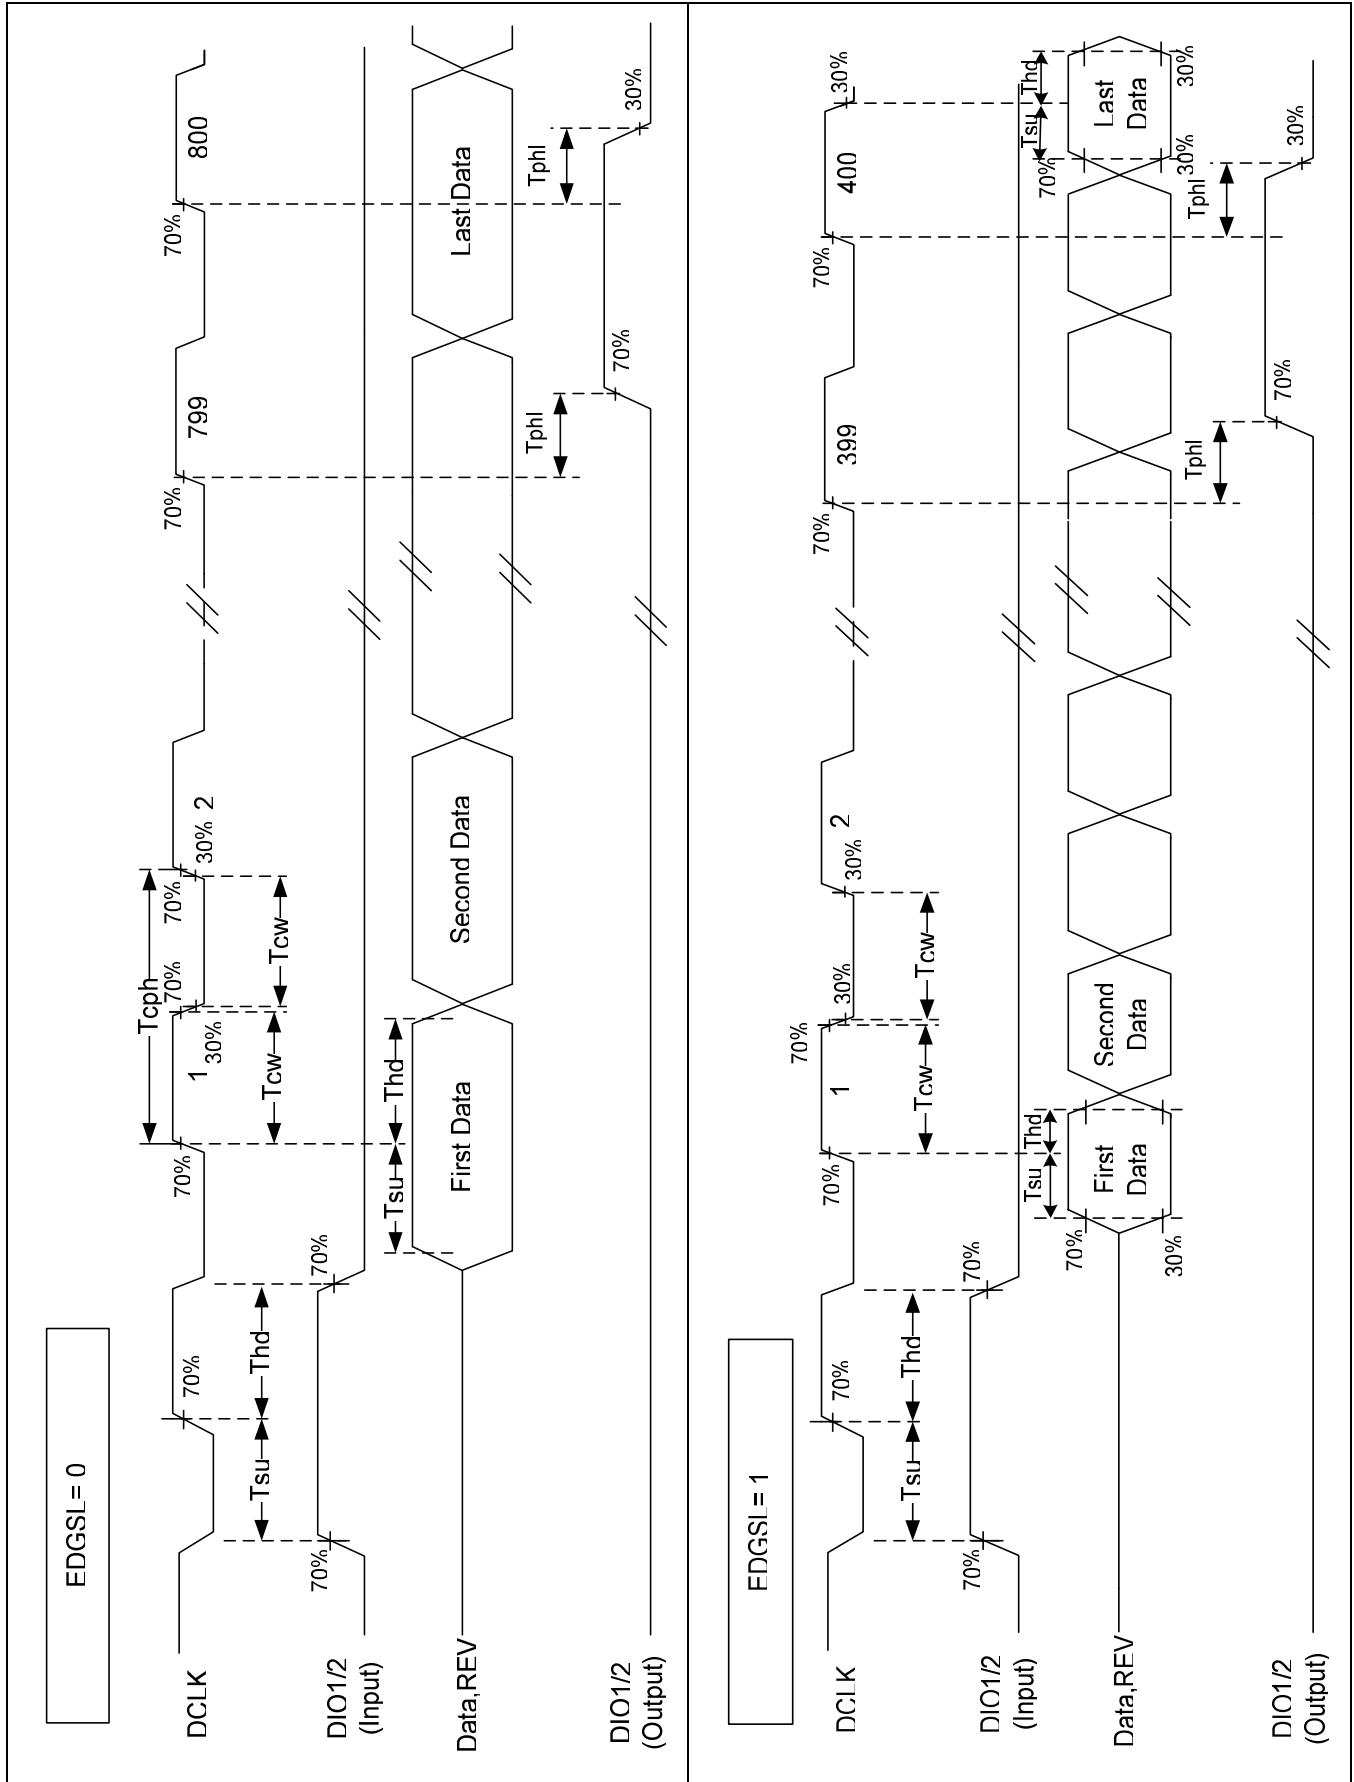 EDGSL= 0
Tcph
70%
70%
70%
70%
70%
70%
DCLK
1
30%
30%
2
799
800
Tsu
Thd
Tcw
Tcw
70%
70%
DIO1/2
(Input)
Tsu
Thd
Data,REV
First Data
Second Data
Last Data
Tphl
Tphl
70%
30%
DIO1/2
(Output)
EDGSL= 1
70%
70%
70%
70%
70%
DCLK
1
30%
30%
2
399
400
30%
Tsu
Thd
Tcw
Tcw
70%
70%
DIO1/2
(Input)
Tsu
Thd
Tsu
Thd
70%
70%
Data,REV
First
Data
Second
Data
Last
Data
30%
30%
30%
Tphl
Tphl
70%
30%
DIO1/2
(Output)